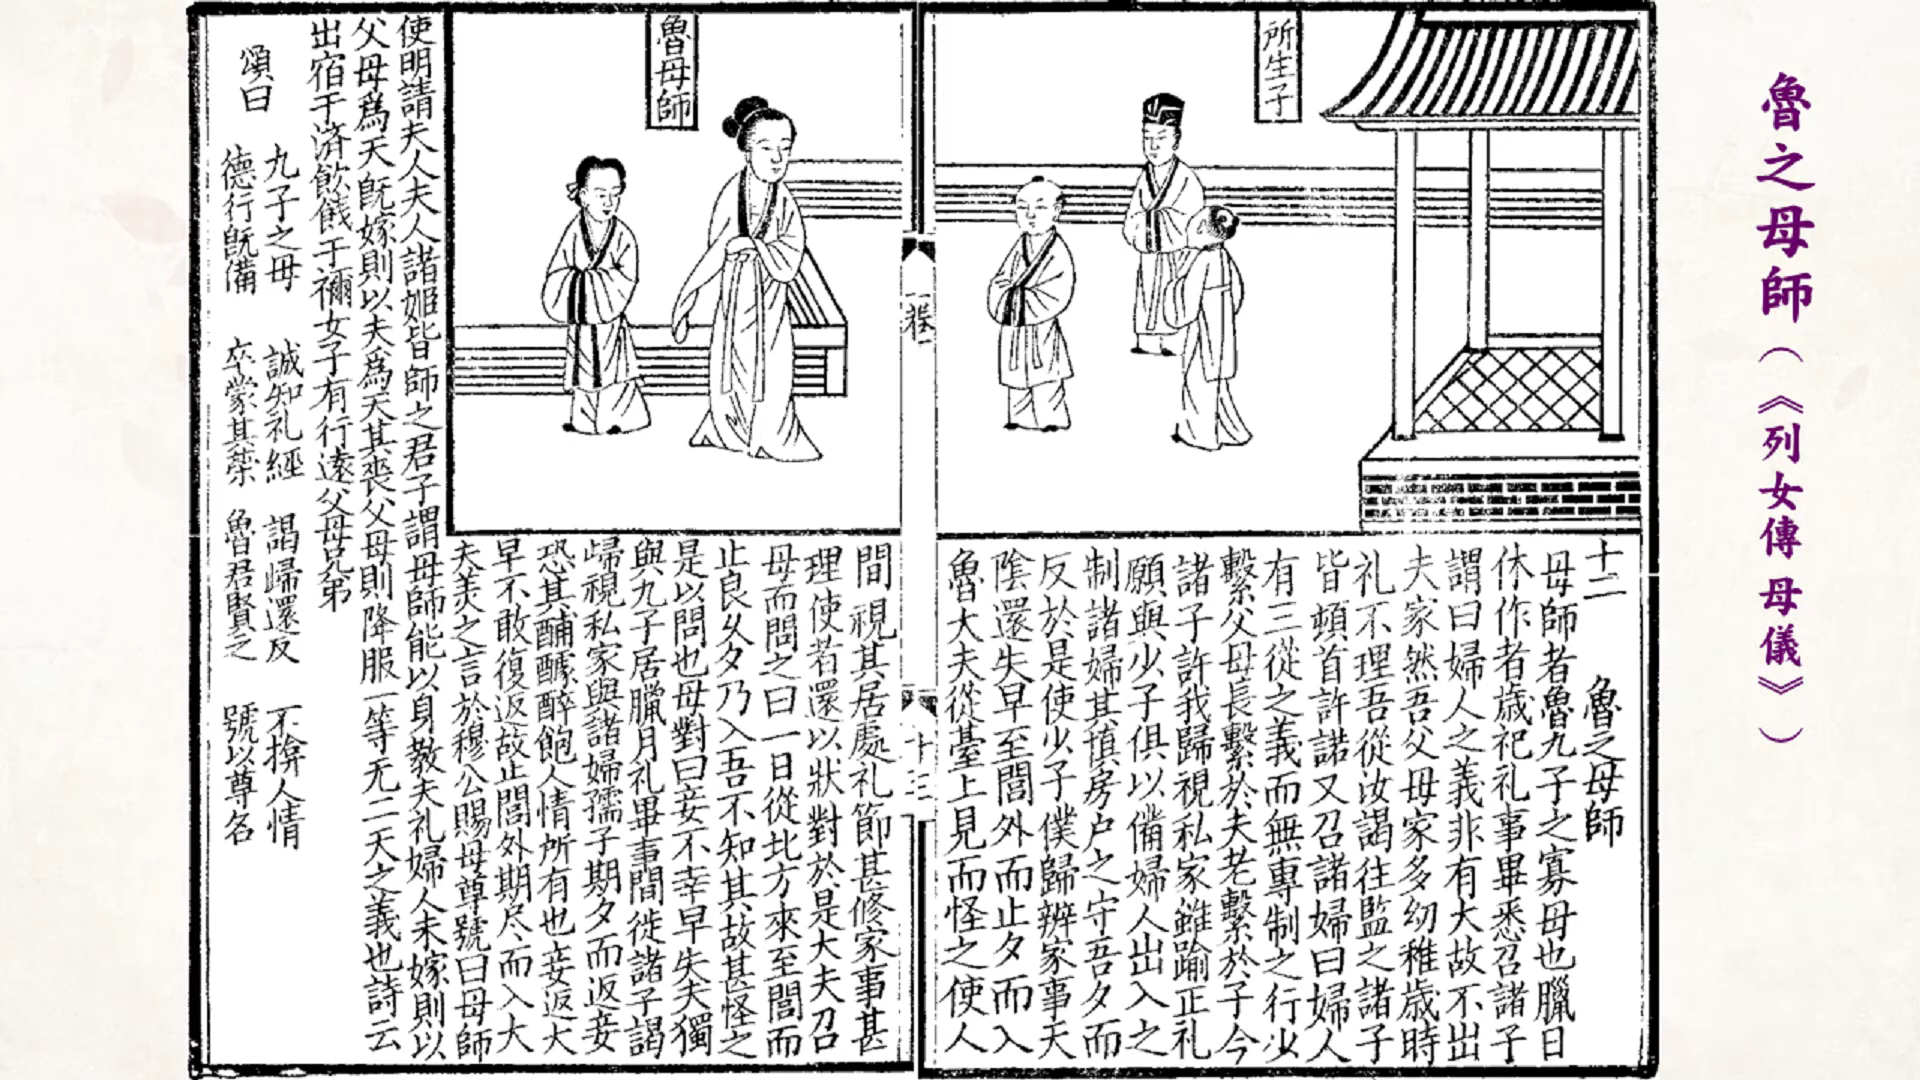 魯之母師（《列女傳母儀》）
所生子
魯母師
十二 魯之母師
母師者魯九子之寡母也臘日
休作者歲祀礼事畢悉召諸子
謂曰婦人之義非有大故不出
夫家然吾父母家多幼稚歲時
礼不理吾從汝謁往監之諸子
皆頓首許諾又召諸婦曰婦人
有三從之義而無專制之行少
繫父母長繫於夫老繫於子今
諸子許我歸視私家雖踰正礼
願與少子俱以備婦人出入之
制諸婦其慎房户之守吾夕而
反於是使少子僕歸辨家事天
陰還失早至閭外而止夕而入
魯大夫從臺上見而怪之使人
卷一
十三
間視其居處礼節甚修家事甚
理使者還以狀對於是大夫召
母而問之曰一日從北方來至閭而
止良久夕乃入吾不知其故甚怪之
是以問也母對曰妾不幸早失夫獨
與九子居臘月礼畢事間從諸子謁
歸視私家與諸婦孺子期夕而返妾
恐其酺醵醉飽人情所有也妾返太
早不敢復返故止閭外期尽而入大
夫美之言於穆公賜母尊號曰母師
使明請夫人夫人諸姬皆師之君子謂母師能以身教夫礼婦人未嫁則以
父母爲天既嫁則以夫爲天其喪父母則降服一等无二天之義也詩云
出宿于濟飲餞于禰女子有行遠父母兄弟
頌曰
九子之母 誠知礼經 謁歸還反 不揜人情
德行既備 卒蒙其榮 魯君賢之 號以尊名